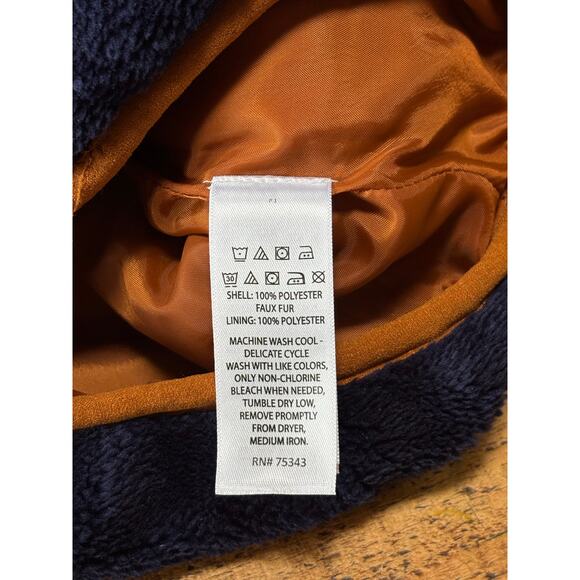 30
SHELL: 100% POLYESTER
FAUX FUR
LINING: 100% POLYESTER
MACHINE WASH COOL -
DELICATE CYCLE
WASH WITH LIKE COLORS,
ONLY NON-CHLORINE
BLEACH WHEN NEEDED,
TUMBLE DRY LOW,
REMOVE PROMPTLY
FROM DRYER,
MEDIUM IRON.
RN# 75343